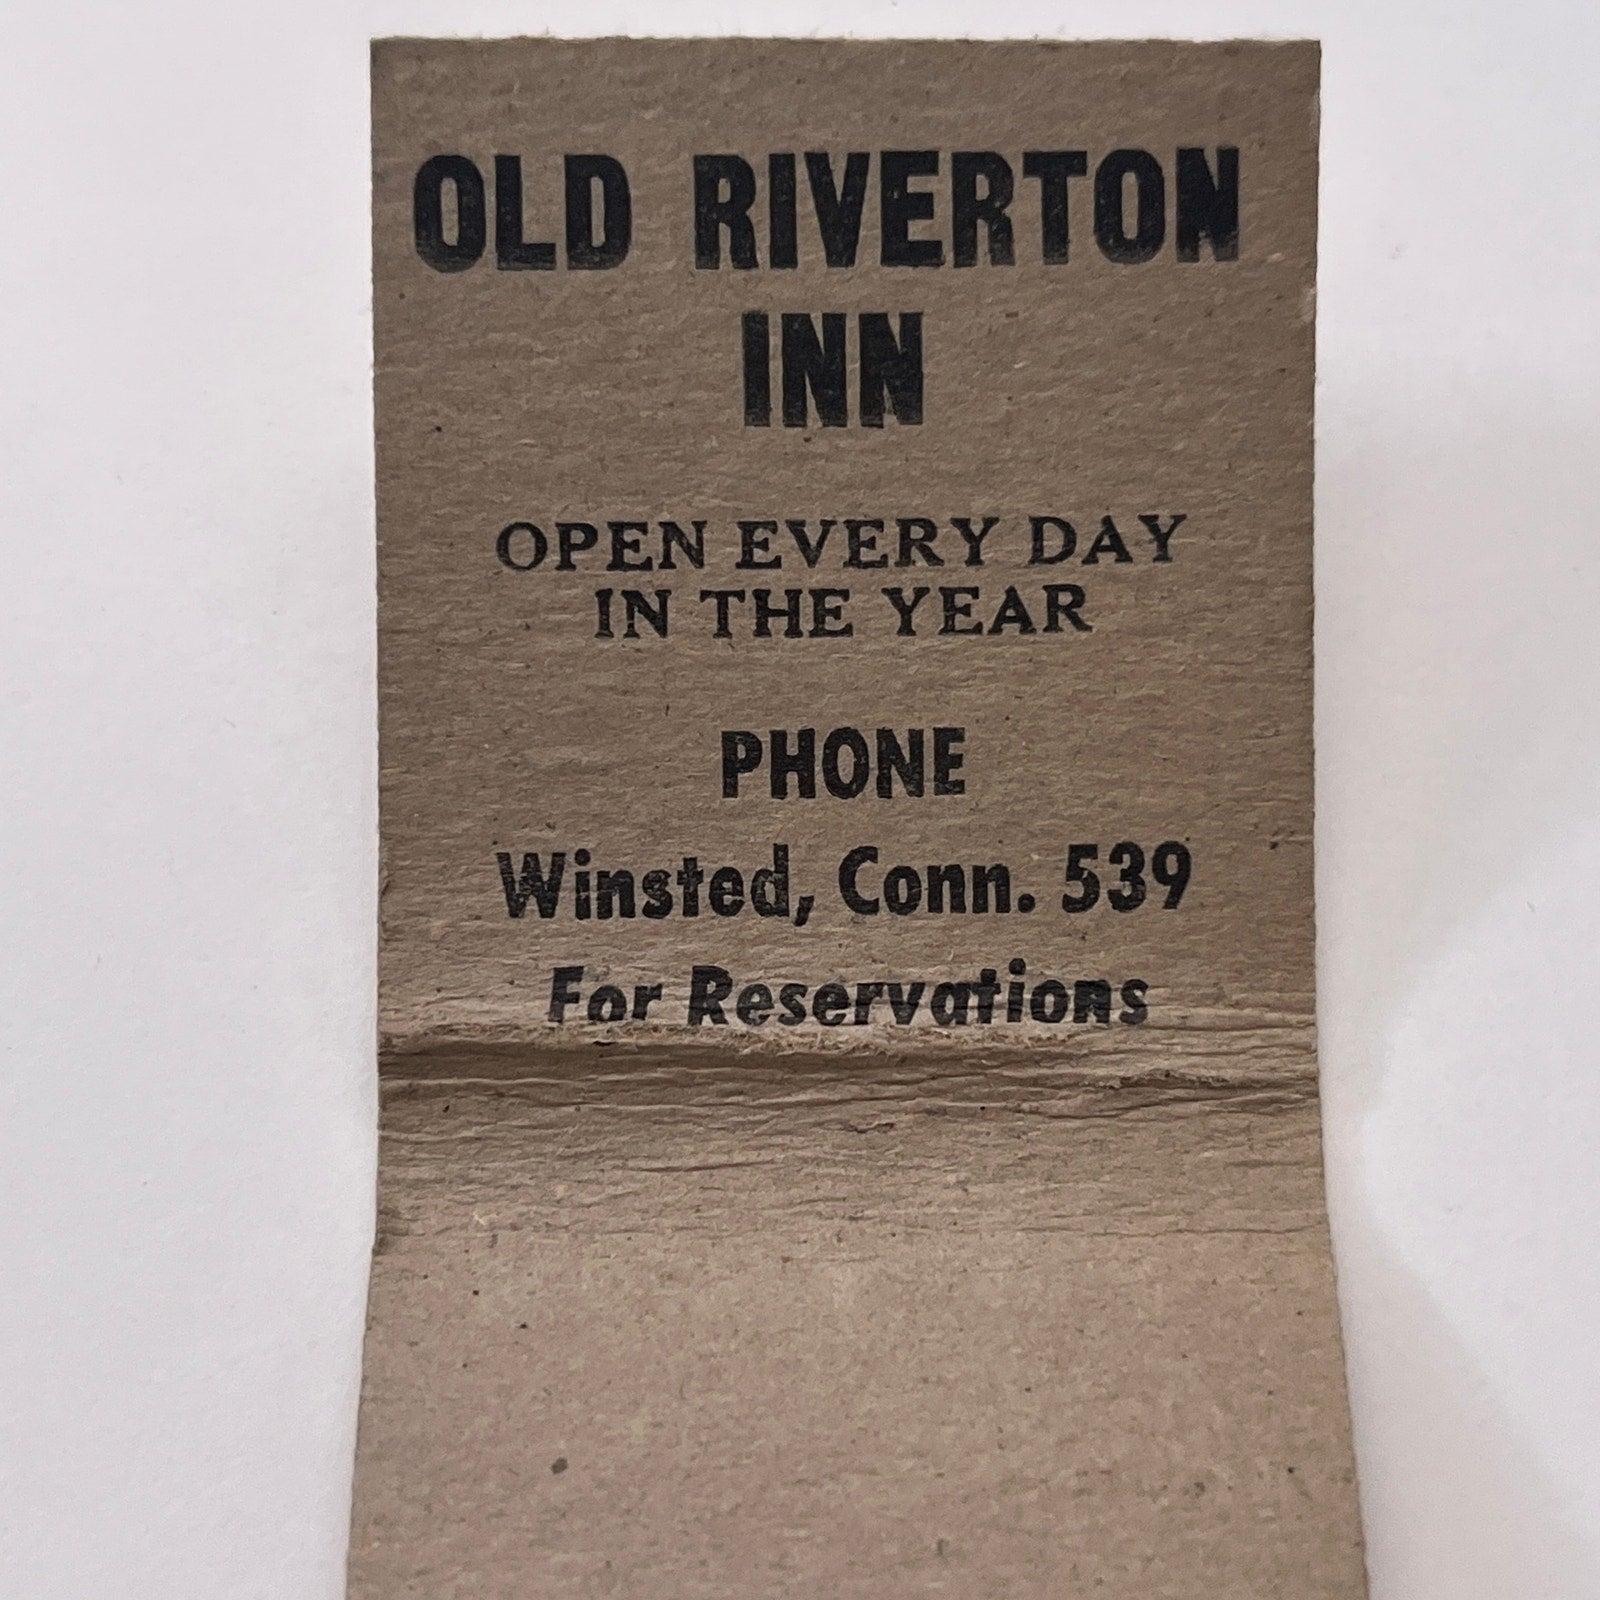 OLD RIVERTON
INN
OPEN EVERY DAY
IN THE YEAR
PHONE
Winsted, Conn. 539
For Reservations